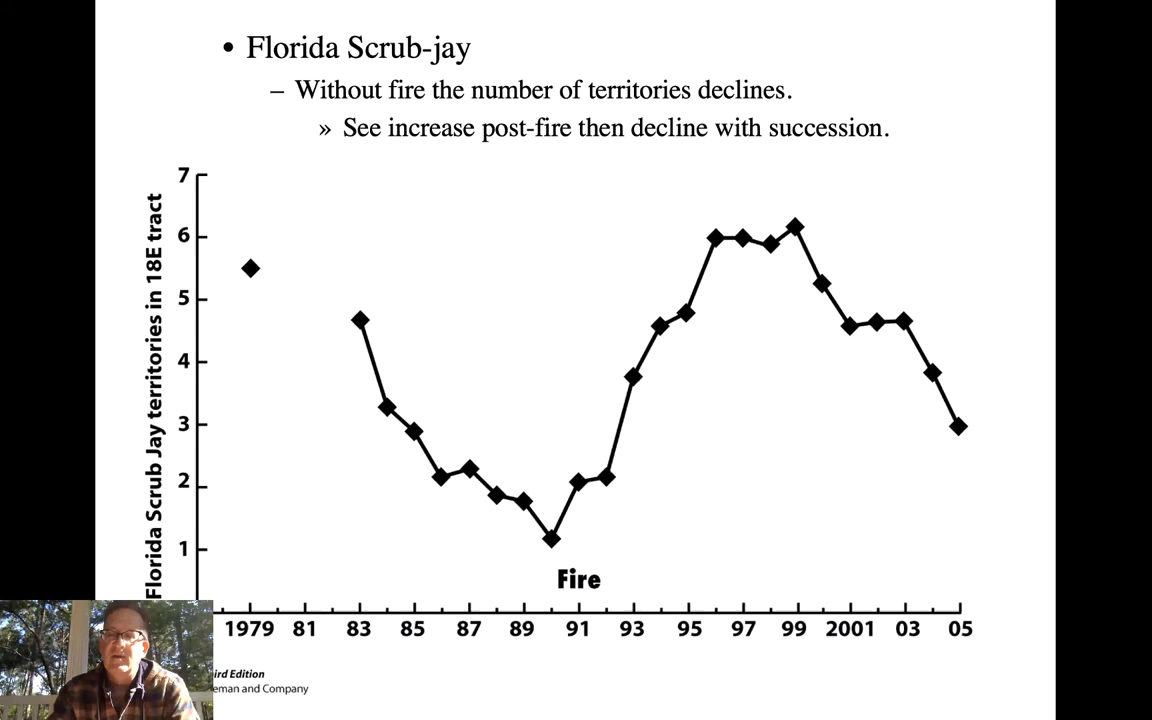 • Florida Scrub-jay
– Without fire the number of territories declines.
» See increase post-fire then decline with succession.
Florida Scrub Jay territories in 18E tract
7
6
5
4
3
2
1
Fire
1979 81 83 85 87 89 91 93 95 97 99 2001 03 05
Edition
and Company